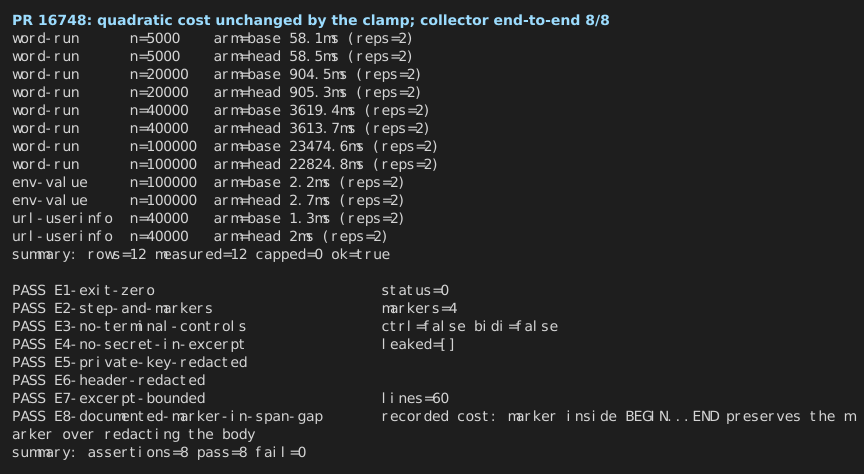 PR 16748: quadratic cost unchanged by the clamp; collector end-to-end 8/8
word-run n=5000 arm=base 58.1ms (reps=2)
word-run n=5000 arm=head 58.5ms (reps=2)
word-run n=20000 arm=base 904.5ms (reps=2)
word-run n=20000 arm=head 905.3ms (reps=2)
word-run n=40000 arm=base 3619.4ms (reps=2)
word-run n=40000 arm=head 3613.7ms (reps=2)
word-run n=100000 arm=base 23474.6ms (reps=2)
word-run n=100000 arm=head 22824.8ms (reps=2)
env-value n=100000 arm=base 2.2ms (reps=2)
env-value n=100000 arm=head 2.7ms (reps=2)
url-userinfo n=40000 arm=base 1.3ms (reps=2)
url-userinfo n=40000 arm=head 2ms (reps=2)
summary: rows=12 measured=12 capped=0 ok=true
PASS E1-exit-zero status=0
PASS E2-step-and-markers markers=4
PASS E3-no-terminal-controls ctrl=false bidi=false
PASS E4-no-secret-in-excerpt leaked=[]
PASS E5-private-key-redacted
PASS E6-header-redacted
PASS E7-excerpt-bounded lines=60
PASS E8-documented-marker-in-span-gap recorded cost: marker inside BEGIN...END preserves the m
arker over redacting the body
summary: assertions=8 pass=8 fail=0